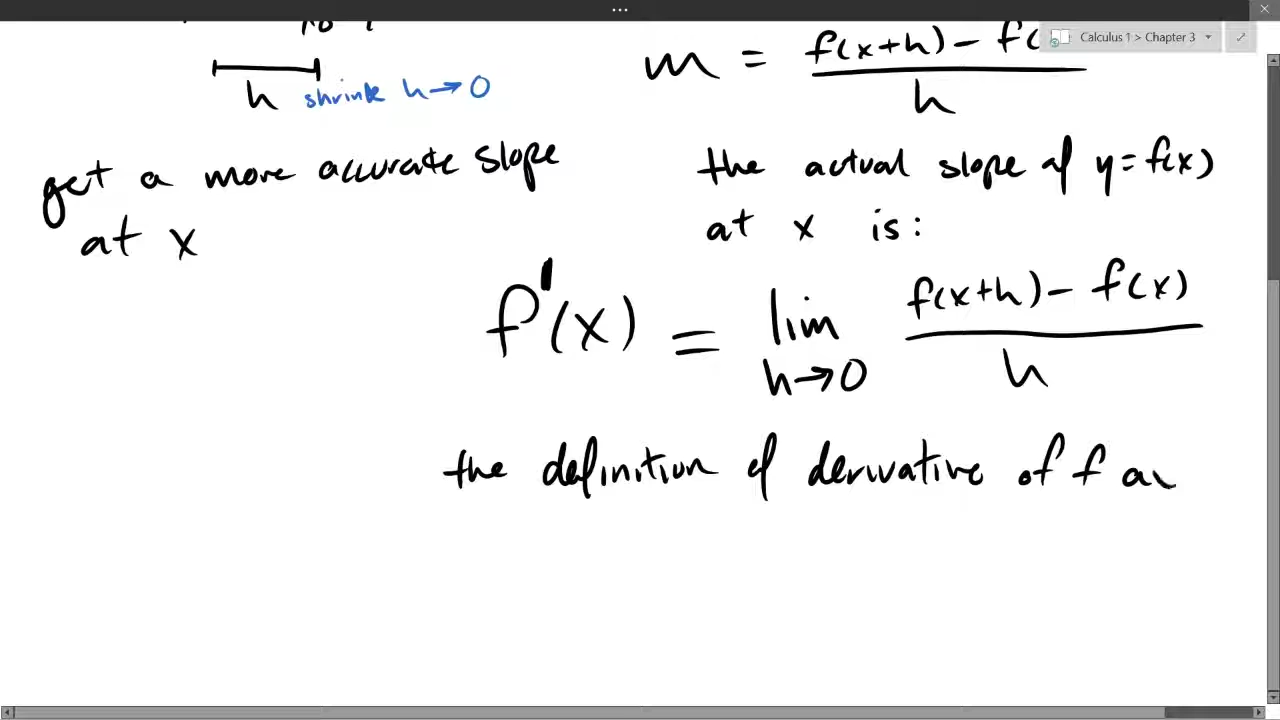 Calculus 1 > Chapter 3
m = f(x+h) - f(
h
h shrink h→0
get a more accurate slope
at x
the actual slope of y=f(x)
at x is:
f'(x) = lim h→0 f(x+h) - f(x)
h
the definition of derivative of f